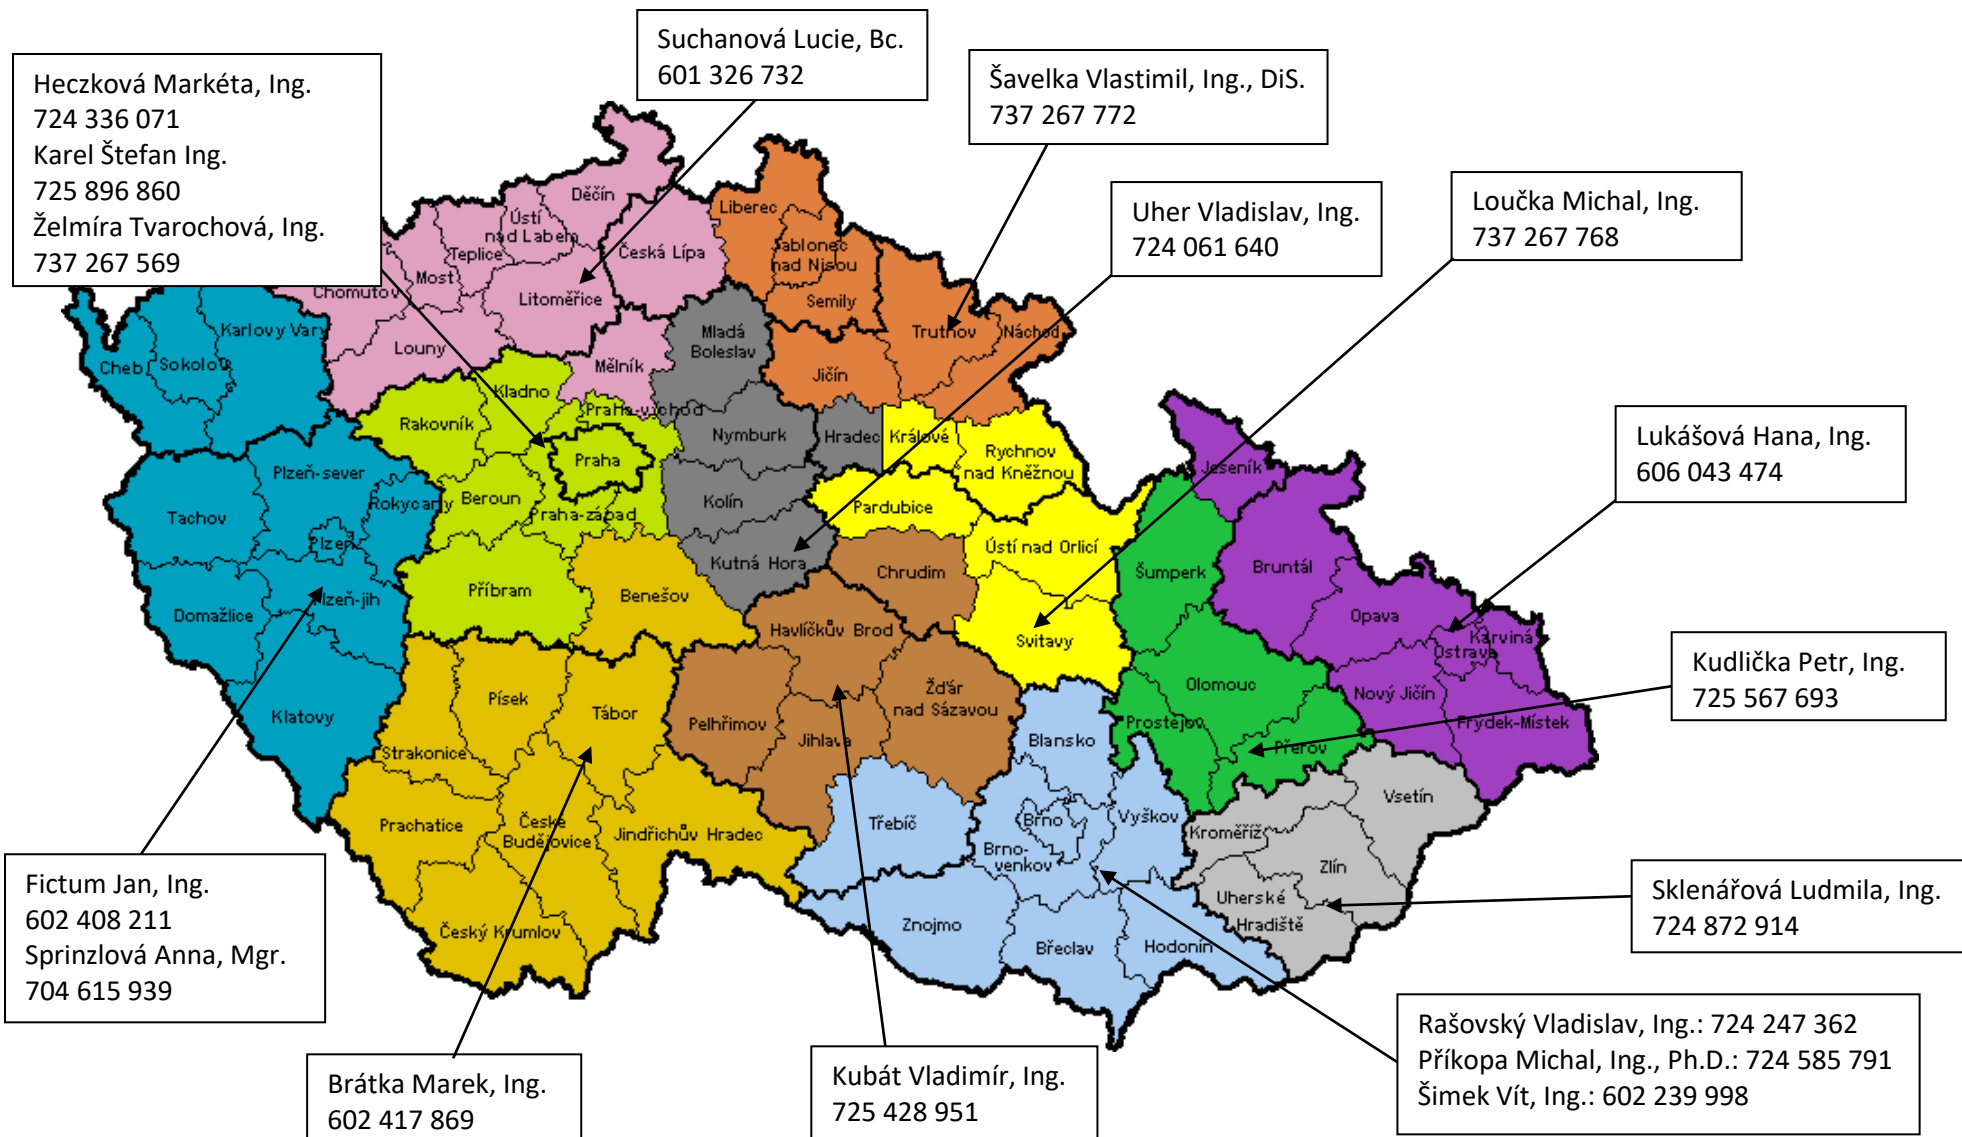 Suchanová Lucie, Bc.
601 326 732
Heczková Markéta, Ing.
724 336 071
Karel Štefan Ing.
725 896 860
Želmíra Tvarochová, Ing.
737 267 569
Šavelka Vlastimil, Ing., DiS.
737 267 772
Uher Vladislav, Ing.
724 061 640
Loučka Michal, Ing.
737 267 768
Lukášová Hana, Ing.
606 043 474
Kudlička Petr, Ing.
725 567 693
Sklenářová Ludmila, Ing.
724 872 914
Rašovský Vladislav, Ing.: 724 247 362
Příkopa Michal, Ing., Ph.D.: 724 585 791
Šimek Vít, Ing.: 602 239 998
Kubát Vladimír, Ing.
725 428 951
Brátka Marek, Ing.
602 417 869
Fictum Jan, Ing.
602 408 211
Sprinzlová Anna, Mgr.
704 615 939
Děčín
Ústí
nad Labem
Teplice
Most
Chomutov
Litoměřice
Česká Lípa
Louny
Mělník
Liberec
Jablonec
nad Nisou
Semily
Trutnov
Náchod
Jičín
Mladá
Boleslav
Nymburk
Hradec
Králové
Rychnov
nad Kněžnou
Kolín
Pardubice
Kutná Hora
Ústí nad Orlicí
Chrudim
Svitavy
Karlovy Vary
Sokolov
Cheb
Kladno
Rakovník
Praha-východ
Praha
Beroun
Praha-západ
Příbram
Benešov
Plzeň-sever
Rokycany
Tachov
Plzeň
Plzeň-jih
Domažlice
Klatovy
Písek
Tábor
Strakonice
Prachatice
České
Budějovice
Jindřichův Hradec
Český Krumlov
Havlíčkův Brod
Pelhřimov
Jihlava
Žďár
nad Sázavou
Třebíč
Znojmo
Blansko
Brno
Brno-
venkov
Vyškov
Břeclav
Hodonín
Jeseník
Šumperk
Bruntál
Opava
Karviná
Ostrava
Nový Jičín
Frýdek-Místek
Olomouc
Prostějov
Přerov
Vsetín
Kroměříž
Zlín
Uherské
Hradiště